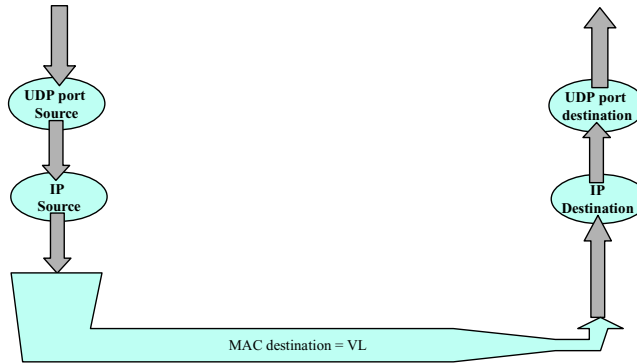 UDP port
Source
UDP port
destination
IP
Source
IP
Destination
MAC destination = VL